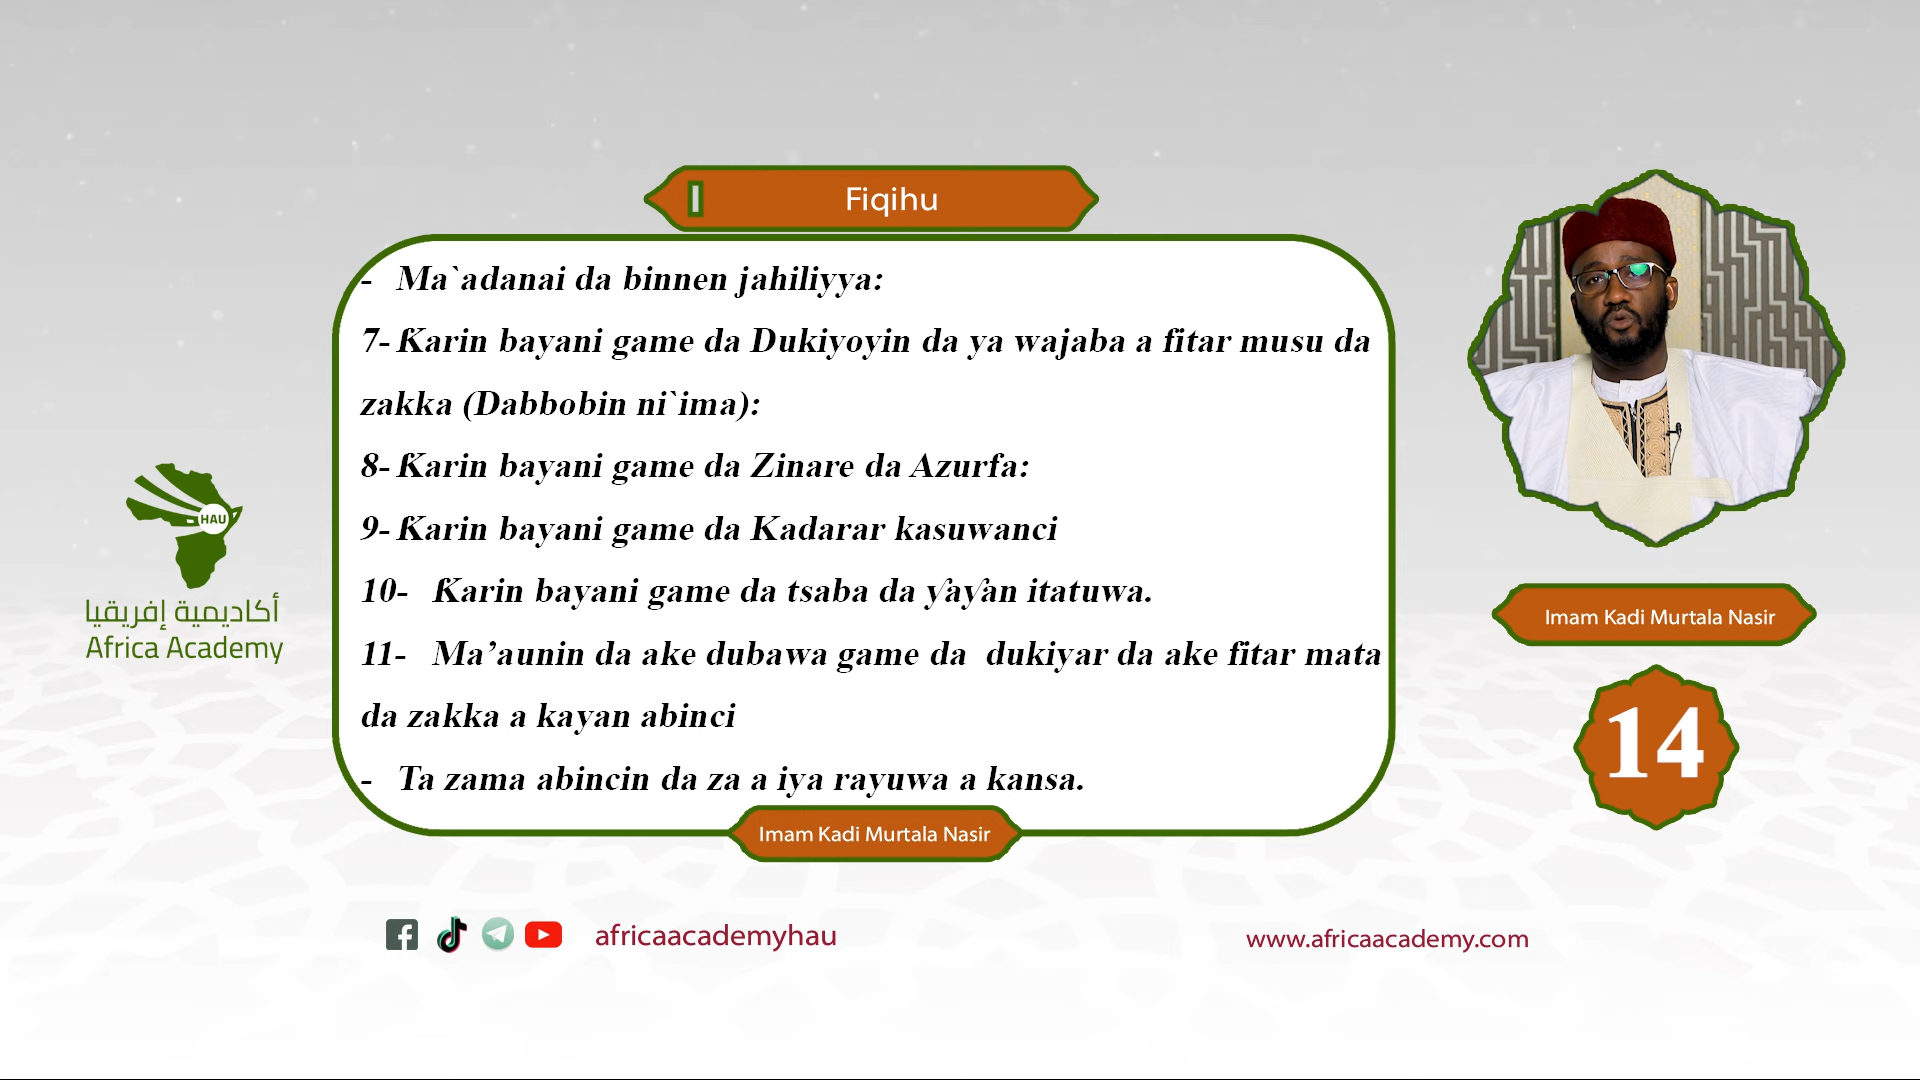 Fiqihu
- Ma`adanai da binnen jahiliyya:
7- Ƙarin bayani game da Dukiyoyin da ya wajaba a fitar musu da
zakka (Dabbobin ni`ima):
8- Ƙarin bayani game da Zinare da Azurfa:
9- Ƙarin bayani game da Kadarar kasuwanci
10- Ƙarin bayani game da tsaba da ƴaƴan itatuwa.
11- Ma’aunin da ake dubawa game da dukiyar da ake fitar mata
da zakka a kayan abinci
- Ta zama abincin da za a iya rayuwa a kansa.
Imam Kadi Murtala Nasir
HAU
أكاديمية إفريقيا
Africa Academy
Imam Kadi Murtala Nasir
14
africaacademyhau
www.africaacademy.com